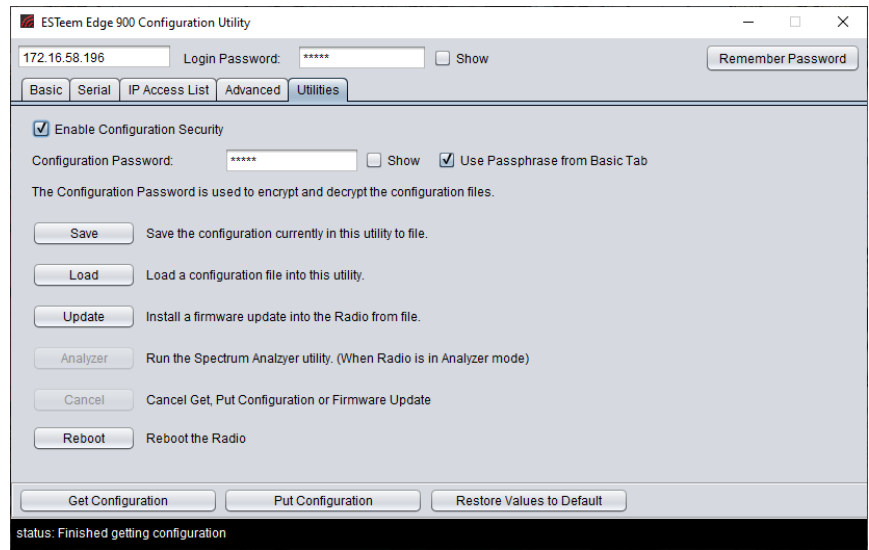 ESTeem Edge 900 Configuration Utility
172.16.58.196 Login Password: ***** Show Remember Password
Basic Serial IP Access List Advanced Utilities
Enable Configuration Security
Configuration Password: ***** Show Use Passphrase from Basic Tab
The Configuration Password is used to encrypt and decrypt the configuration files.
Save Save the configuration currently in this utility to file.
Load Load a configuration file into this utility.
Update Install a firmware update into the Radio from file.
Analyzer Run the Spectrum Analzyer utility. (When Radio is in Analyzer mode)
Cancel Cancel Get, Put Configuration or Firmware Update
Reboot Reboot the Radio
Get Configuration Put Configuration Restore Values to Default
status: Finished getting configuration